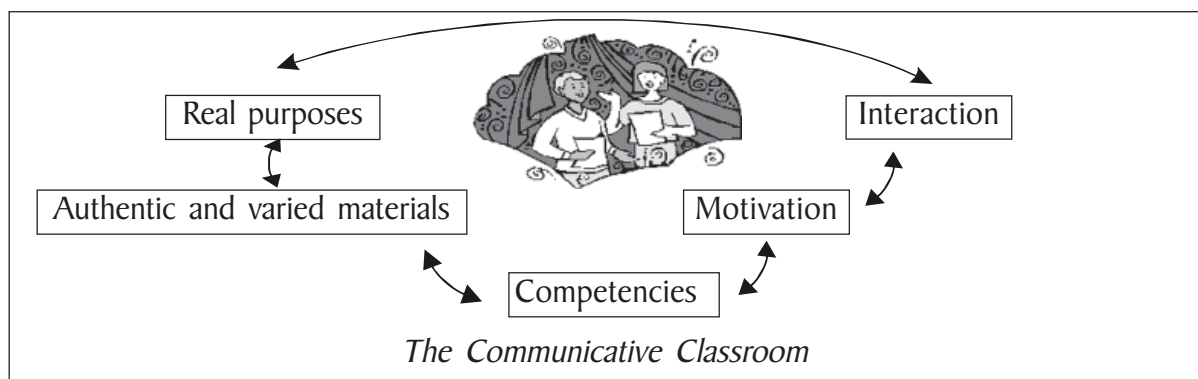 Real purposes
Interaction
Authentic and varied materials
Motivation
Competencies
The Communicative Classroom